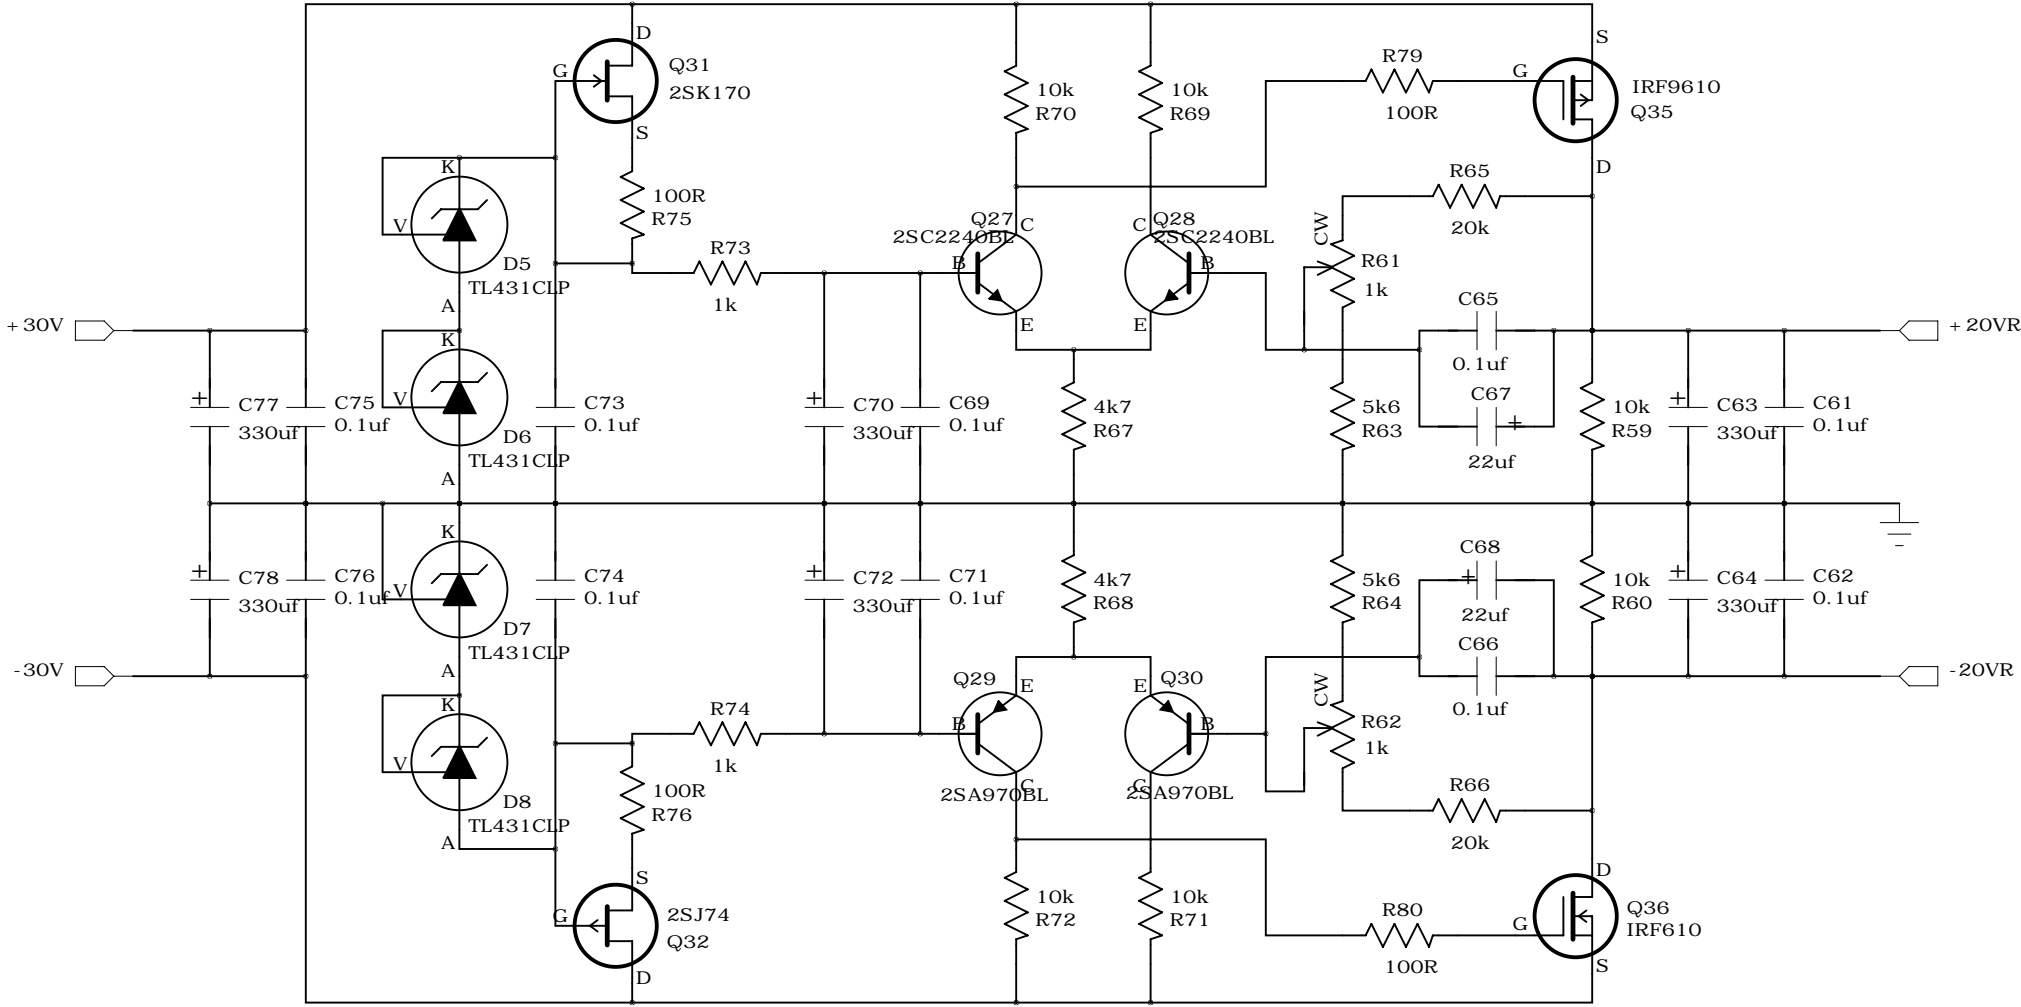 D
Q31
2SK170
G
S
100R
R75
K
V
D5
TL431CLP
A
K
V
D6
TL431CLP
A
+30V
C77
330uf
C75
0.1uf
C73
0.1uf
R73
1k
C70
330uf
C69
0.1uf
10k
R70
10k
R69
Q27
2SC2240BL
C
B
E
Q28
2SC2240BL
C
B
E
4k7
R67
R79
100R
G
S
IRF9610
Q35
D
R65
20k
CW
R61
1k
5k6
R63
C65
0.1uf
C67
22uf
10k
R59
C63
330uf
C61
0.1uf
+20VR
-30V
C78
330uf
C76
0.1uf
K
V
D7
TL431CLP
A
K
V
D8
TL431CLP
A
C74
0.1uf
R74
1k
100R
R76
S
G
2SJ74
Q32
D
C72
330uf
C71
0.1uf
4k7
R68
Q29
E
B
C
2SA970BL
Q30
E
B
C
2SA970BL
10k
R72
10k
R71
5k6
R64
CW
R62
1k
C68
22uf
C66
0.1uf
R66
20k
10k
R60
C64
330uf
C62
0.1uf
-20VR
R80
100R
G
D
Q36
IRF610
S